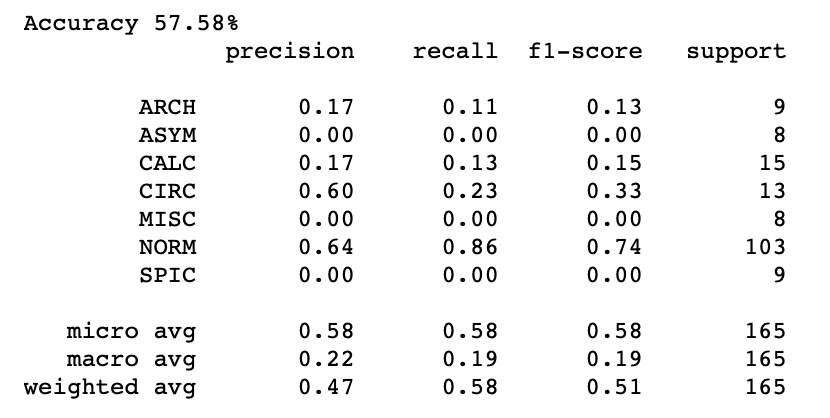 Accuracy 57.58%
precision recall f1-score support
ARCH 0.17 0.11 0.13 9
ASYM 0.00 0.00 0.00 8
CALC 0.17 0.13 0.15 15
CIRC 0.60 0.23 0.33 13
MISC 0.00 0.00 0.00 8
NORM 0.64 0.86 0.74 103
SPIC 0.00 0.00 0.00 9
micro avg 0.58 0.58 0.58 165
macro avg 0.22 0.19 0.19 165
weighted avg 0.47 0.58 0.51 165